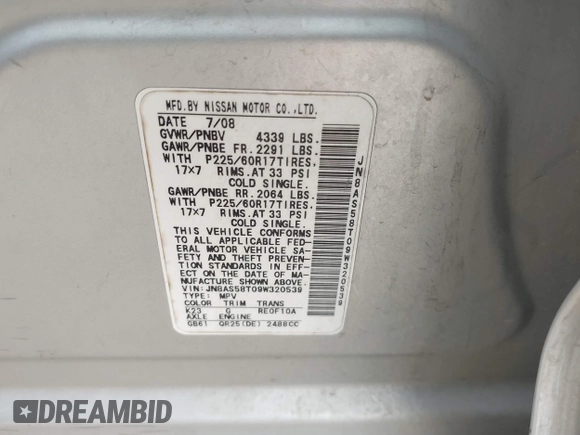 MFD.BY NISSAN MOTOR CO.,LTD.
DATE 7/08
GVWR/PNBV 4339 LBS.
GAWR/PNBE FR. 2291 LBS.
WITH P225/60R17TIRES.
17×7 RIMS.AT 33 PSI
COLD SINGLE.
GAWR/PNBE RR. 2064 LBS.
WITH P225/60R17TIRES.
17×7 RIMS.AT 33 PSI
COLD SINGLE.
THIS VEHICLE CONFORMS
TO ALL APPLICABLE FED-
ERAL MOTOR VEHICLE SA-
FETY AND THEFT PREVEN-
TION STANDARDS IN EFF-
ECT ON THE DATE OF MA-
NUFACTURE SHOWN ABOVE.
VIN:JN8AS58T09W320539
TYPE: MPV
COLOR TRIM TRANS
K23 G RE0F10A
AXLE ENGINE
GB61 QR25(DE) 2488CC
JN8AS58T09W320539
DREAMBID